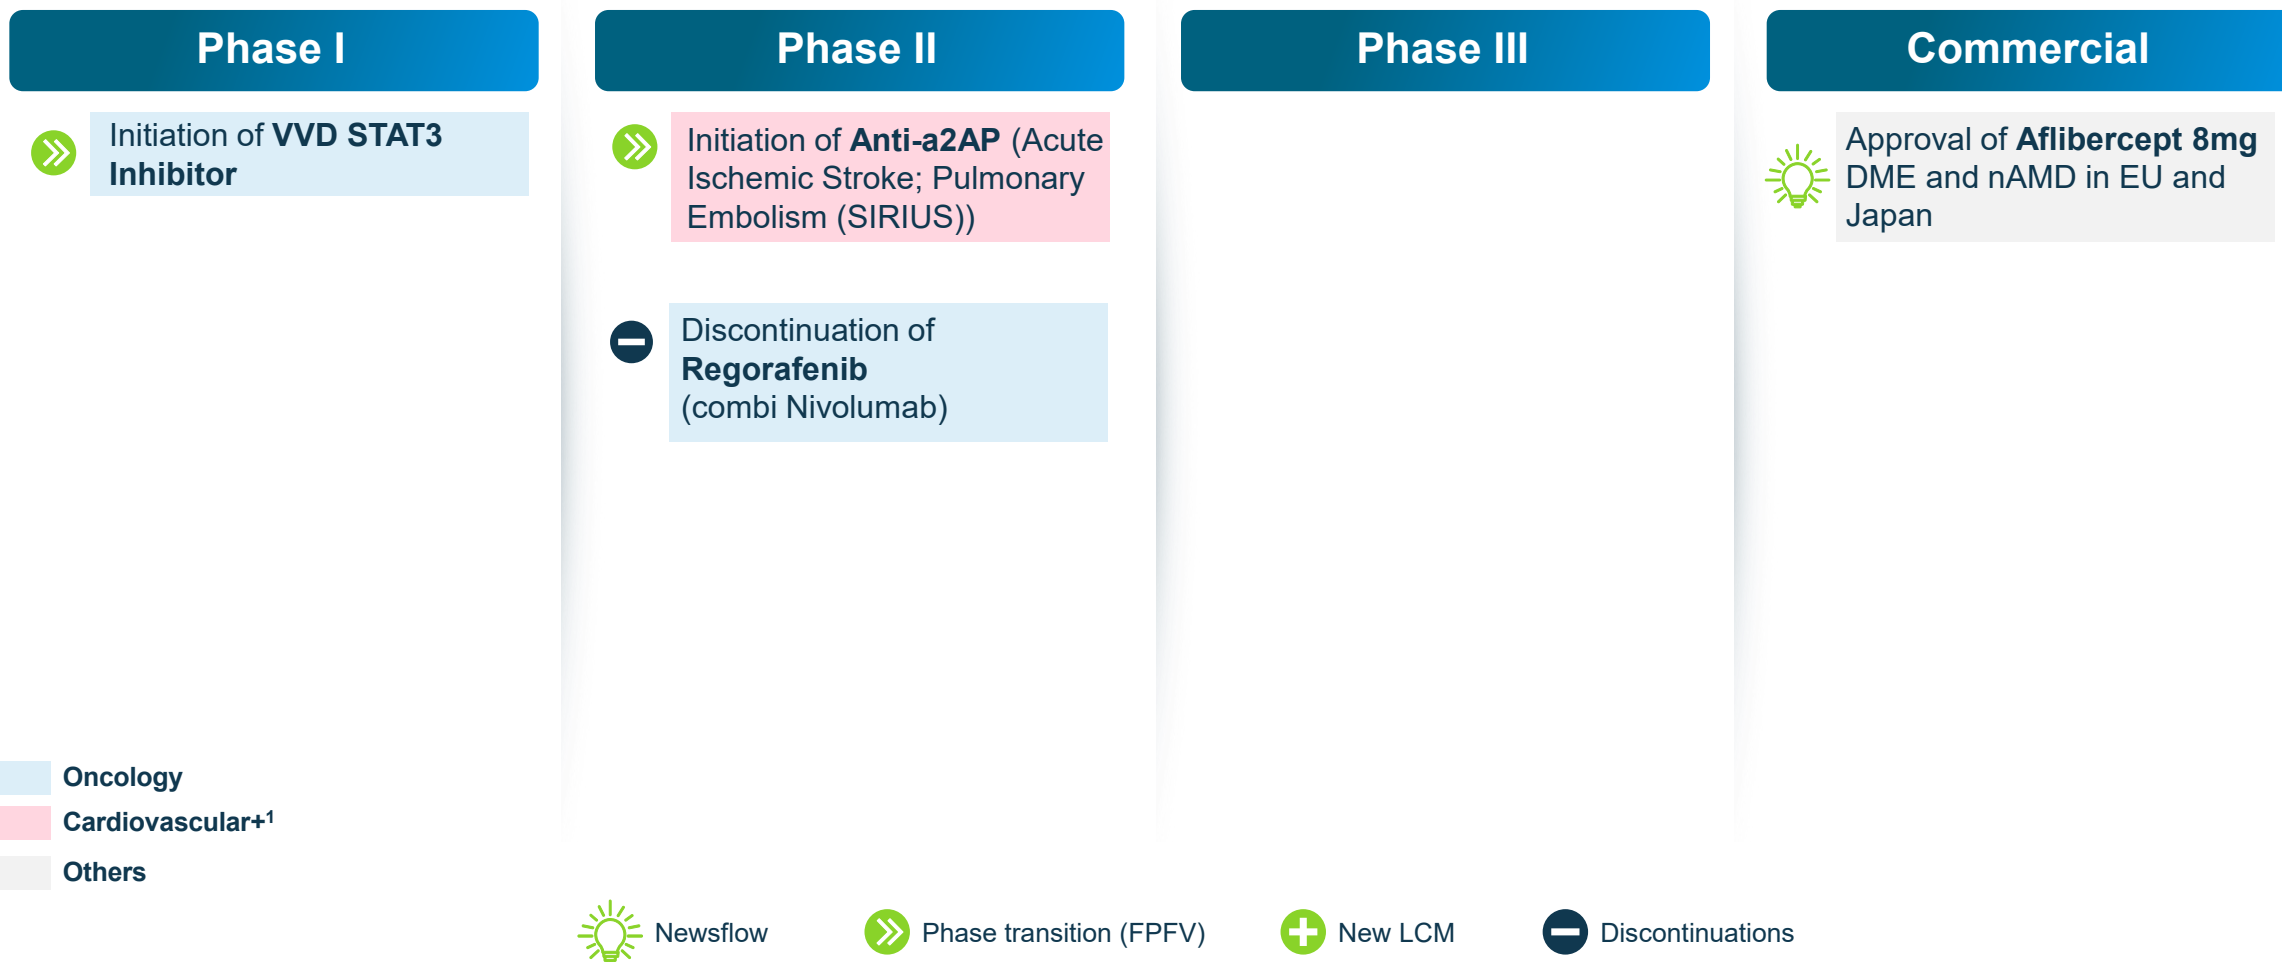 Phase I
Initiation of VVD STAT3
Inhibitor
Phase II
Initiation of Anti-a2AP (Acute
Ischemic Stroke; Pulmonary
Embolism (SIRIUS))
Discontinuation of
Regorafenib
(combi Nivolumab)
Phase III
Commercial
Approval of Aflibercept 8mg
DME and nAMD in EU and
Japan
Oncology
Cardiovascular+¹
Others
Newsflow
Phase transition (FPFV)
New LCM
Discontinuations